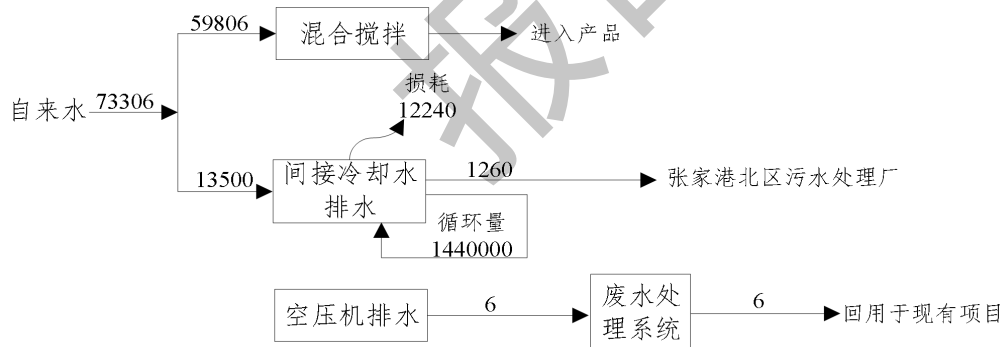 59806
混合搅拌
进入产品
报
损耗
12240
自来水
73306
13500
间接冷却水
排水
1260
张家港北区污水处理厂
循环量
1440000
空压机排水
6
废水处
理系统
6
回用于现有项目